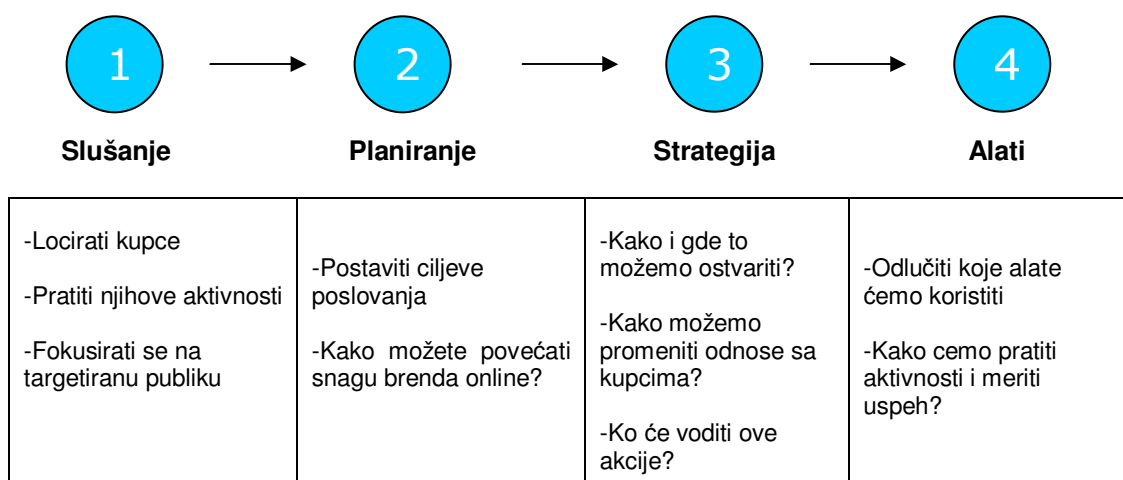 1
2
3
4
Slušanje
Planiranje
Strategija
Alati
-Locirati kupce
-Pratiti njihove aktivnosti
-Fokusirati se na
targetiranu publiku
-Postaviti ciljeve
poslovanja
-Kako možete povećati
snagu brenda online?
-Kako i gde to
možemo ostvariti?
-Kako možemo
promeniti odnose sa
kupcima?
-Ko će voditi ove
akcije?
-Odlučiti koje alate
ćemo koristiti
-Kako cemo pratiti
aktivnosti i meriti
uspeh?